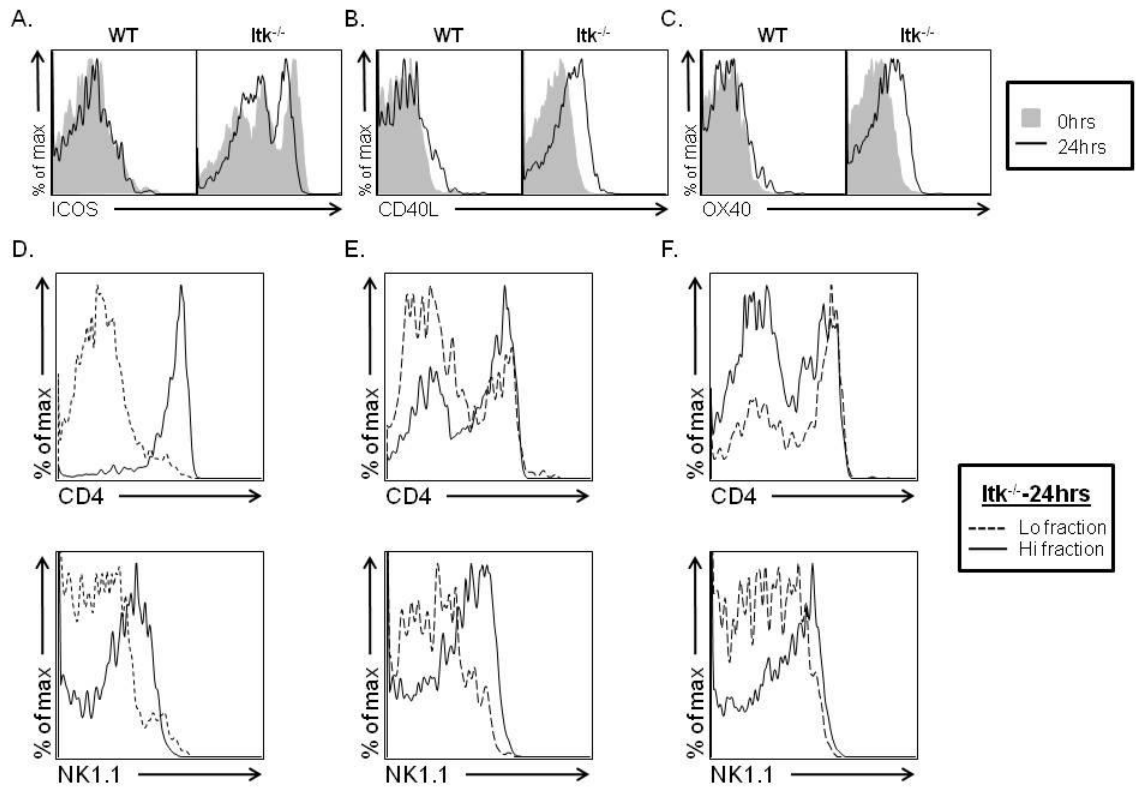 A.
WT
Itk-/-
% of max
ICOS
B.
WT
Itk-/-
% of max
CD40L
C.
WT
Itk-/-
% of max
OX40
0hrs
24hrs
D.
% of max
CD4
E.
% of max
CD4
F.
% of max
CD4
Itk-/--24hrs
Lo fraction
Hi fraction
% of max
NK1.1
% of max
NK1.1
% of max
NK1.1